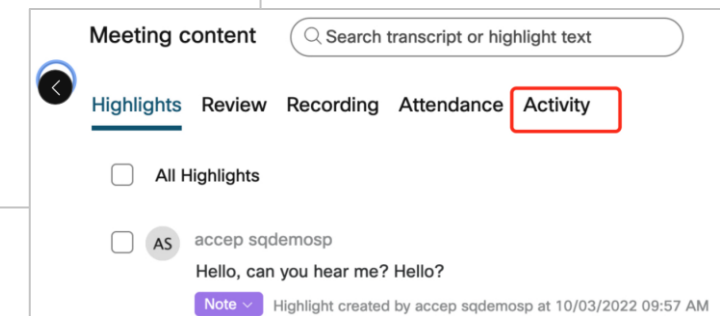 Meeting content
Search transcript or highlight text
Highlights Review Recording Attendance Activity
All Highlights
AS accep sqdemosp
Hello, can you hear me? Hello?
Note Highlight created by accep sqdemosp at 10/03/2022 09:57 AM